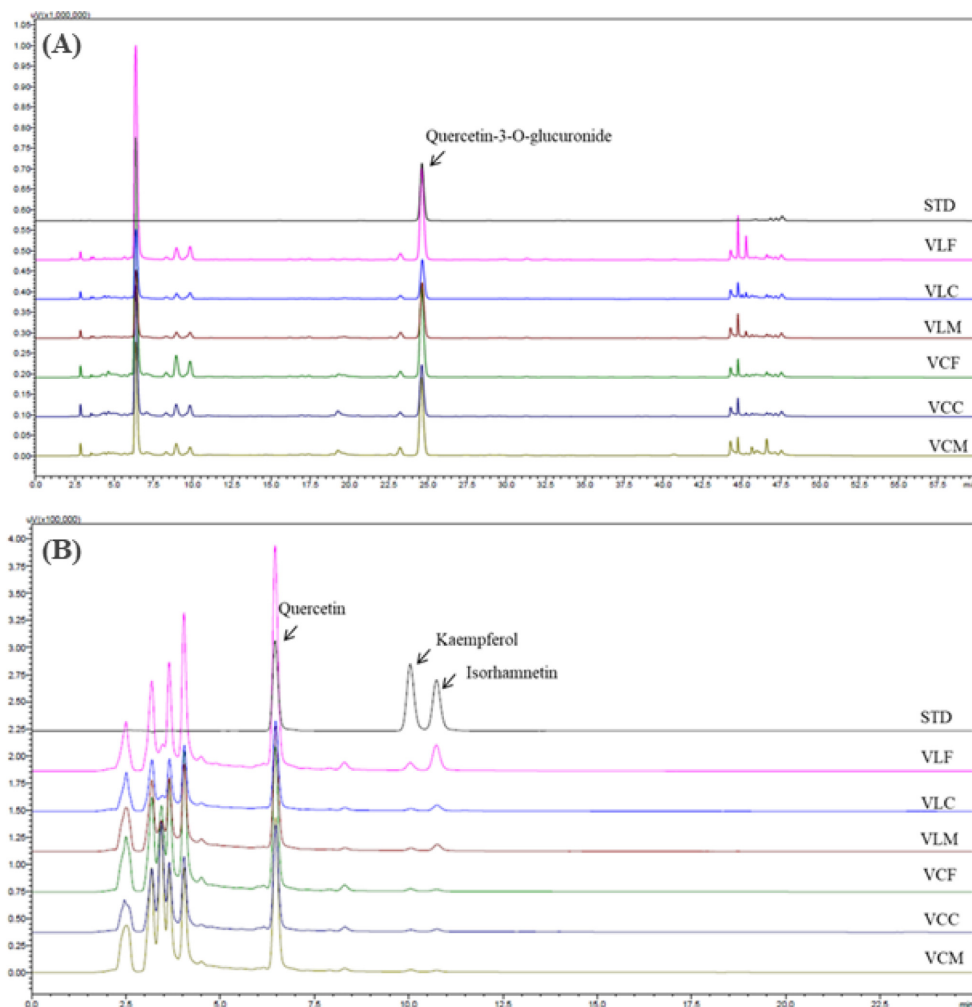 uV(x1,000,000)
(A)
1.05
1.00
0.95
0.90
0.85
0.80
0.75
0.70
0.65
0.60
0.55
0.50
0.45
0.40
0.35
0.30
0.25
0.20
0.15
0.10
0.05
0.00
Quercetin-3-O-glucuronide
STD
VLF
VLC
VLM
VCF
VCC
VCM
0.0 2.5 5.0 7.5 10.0 12.5 15.0 17.5 20.0 22.5 25.0 27.5 30.0 32.5 35.0 37.5 40.0 42.5 45.0 47.5 50.0 52.5 55.0 57.5
uV(x100,000)
(B)
4.00
3.75
3.50
3.25
3.00
2.75
2.50
2.25
2.00
1.75
1.50
1.25
1.00
0.75
0.50
0.25
0.00
Quercetin
Kaempferol
Isorhamnetin
STD
VLF
VLC
VLM
VCF
VCC
VCM
0.0 2.5 5.0 7.5 10.0 12.5 15.0 17.5 20.0 22.5